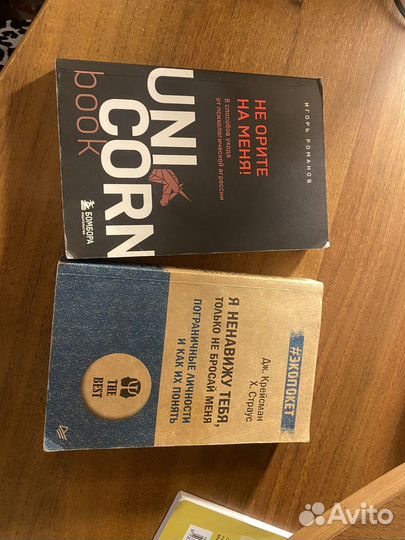 ИГОРЬ РОМАНОВ
НЕ ОРИТЕ
НА МЕНЯ!
8 способов ухода
от психологической агрессии
UNI
CORN
book
БОМБОРА
#ЭКОПОКЕТ
Дж. Крейсман
Х. Страус
Я НЕНАВИЖУ ТЕБЯ,
ТОЛЬКО НЕ БРОСАЙ МЕНЯ
ПОГРАНИЧНЫЕ ЛИЧНОСТИ
И КАК ИХ ПОНЯТЬ
THE
BEST
Avito